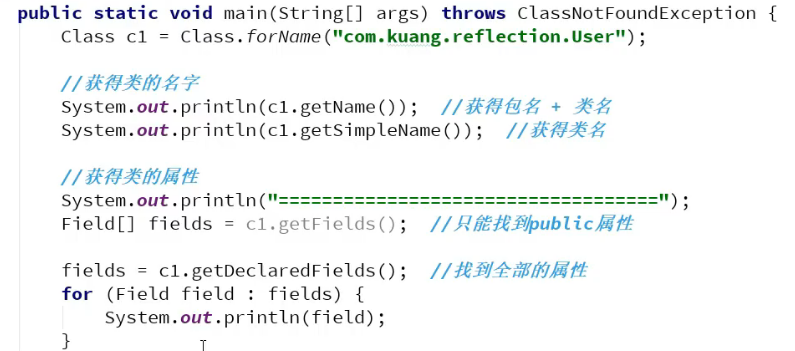 public static void main(String[] args) throws ClassNotFoundException {
Class c1 = Class.forName("com.kuang.reflection.User");
//获得类的名字
System.out.println(c1.getName()); //获得包名 + 类名
System.out.println(c1.getSimpleName()); //获得类名
//获得类的属性
System.out.println("===================================");
Field[] fields = c1.getFields(); //只能找到public属性
fields = c1.getDeclaredFields(); //找到全部的属性
for (Field field : fields) {
System.out.println(field);
}